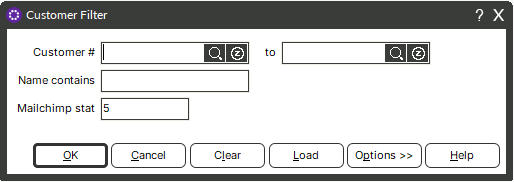 Customer Filter ? X
Customer # to
Name contains
Mailchimp stat 5
OK Cancel Clear Load Options >> Help